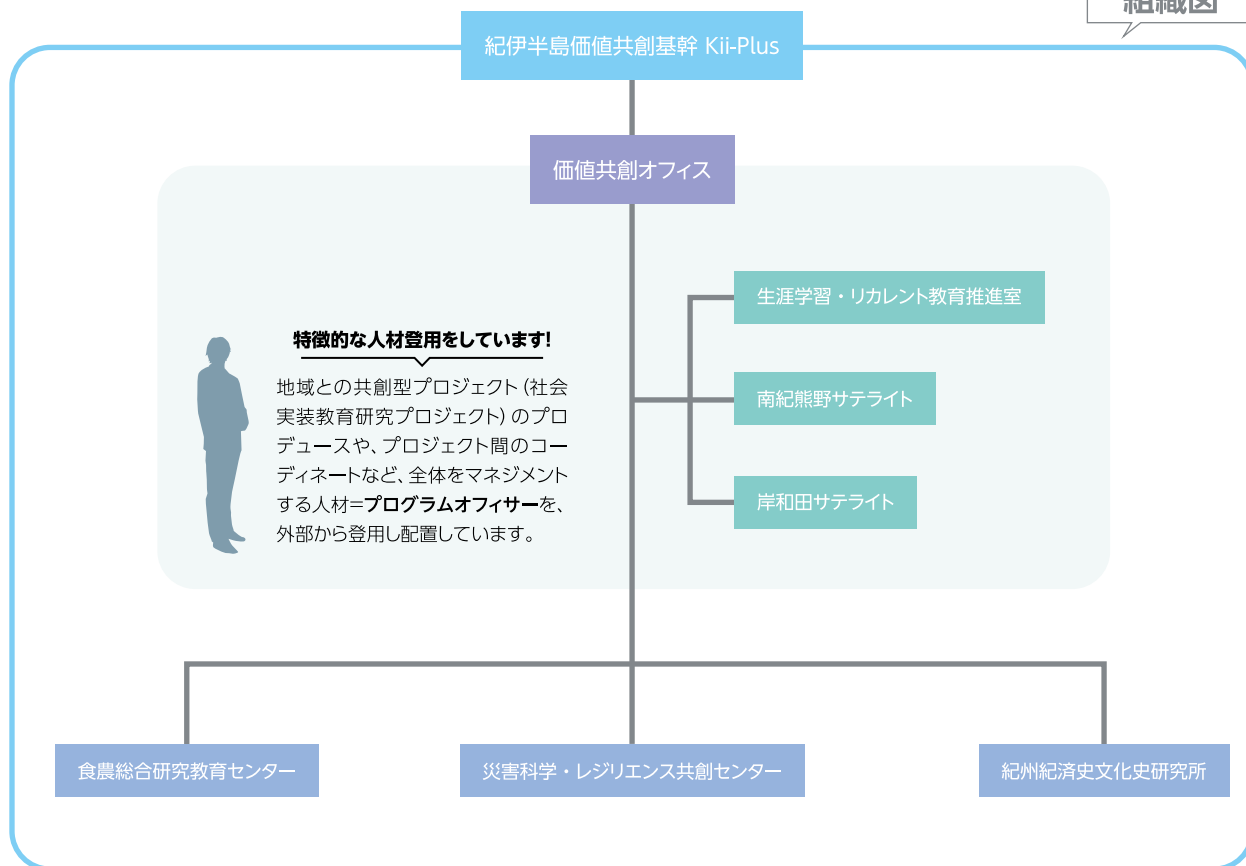 組織図
紀伊半島価値共創基幹 Kii-Plus
価値共創オフィス
生涯学習・リカレント教育推進室
南紀熊野サテライト
岸和田サテライト
特徴的な人材登用をしています!
地域との共創型プロジェクト（社会
実装教育研究プロジェクト）のプロ
デュースや、プロジェクト間のコー
ディネートなど、全体をマネジメント
する人材=プログラムオフィサーを、
外部から登用し配置しています。
食農総合研究教育センター
災害科学・レジリエンス共創センター
紀州紀済史文化史研究所